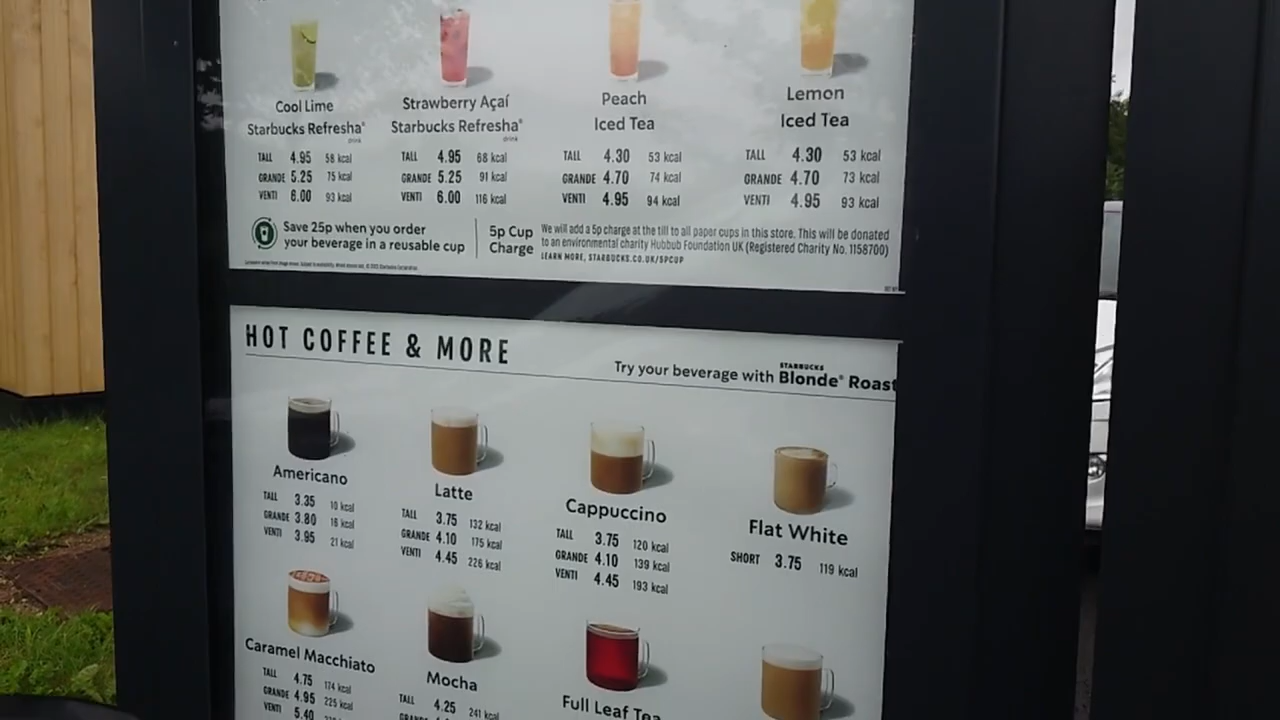 Cool Lime
Starbucks Refresha®
drink
TALL 4.95 58 kcal
GRANDE 5.25 75 kcal
VENTI 6.00 93 kcal
Strawberry Açaí
Starbucks Refresha®
drink
TALL 4.95 68 kcal
GRANDE 5.25 91 kcal
VENTI 6.00 116 kcal
Peach
Iced Tea
TALL 4.30 53 kcal
GRANDE 4.70 74 kcal
VENTI 4.95 94 kcal
Lemon
Iced Tea
TALL 4.30 53 kcal
GRANDE 4.70 73 kcal
VENTI 4.95 93 kcal
Save 25p when you order
your beverage in a reusable cup
5p Cup
Charge
We will add a 5p charge at the till to all paper cups in this store. This will be donated
to an environmental charity Hubbub Foundation UK (Registered Charity No. 1158700)
LEARN MORE, STARBUCKS.CO.UK/5PCUP
HOT COFFEE & MORE
Try your beverage with STARBUCKS Blonde® Roast
Americano
TALL 3.35 10 kcal
GRANDE 3.80 16 kcal
VENTI 3.95 21 kcal
Latte
TALL 3.75 132 kcal
GRANDE 4.10 175 kcal
VENTI 4.45 226 kcal
Cappuccino
TALL 3.75 120 kcal
GRANDE 4.10 139 kcal
VENTI 4.45 193 kcal
Flat White
SHORT 3.75 119 kcal
Caramel Macchiato
TALL 4.75 174 kcal
GRANDE 4.95 225 kcal
5.40
Mocha
TALL 4.25 241 kcal
Full Leaf Tea